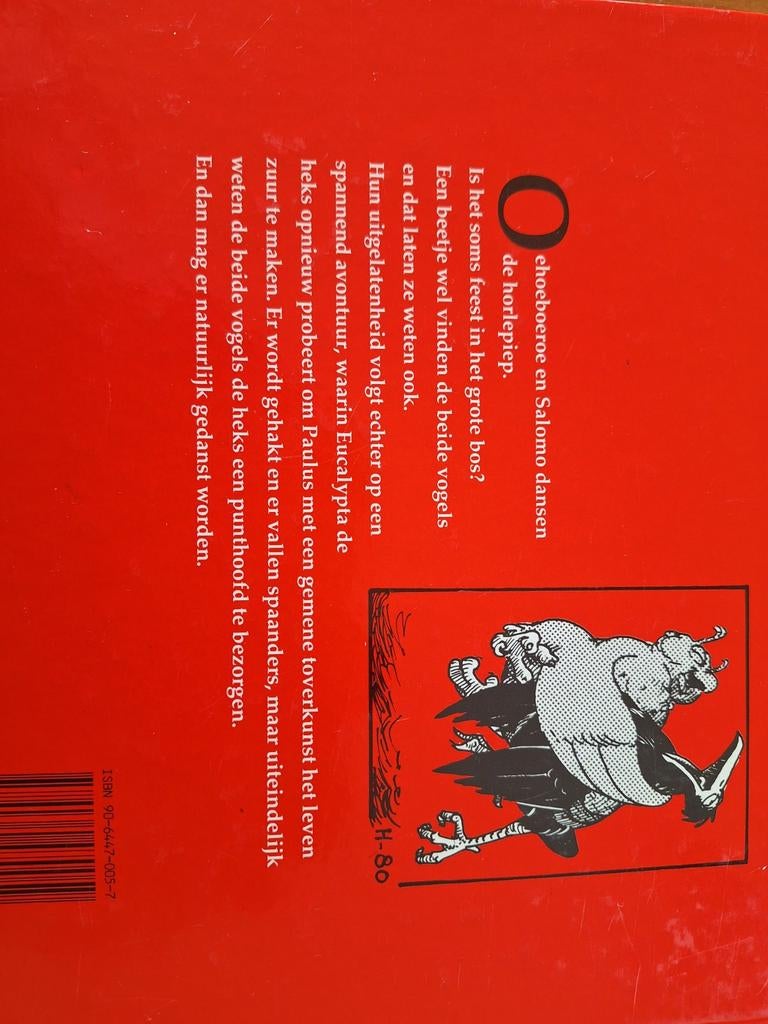 Oehoeboeroe en Salomo dansen
de horlepiep.
Is het soms feest in het grote bos?
Een beetje wel vinden de beide vogels
en dat laten ze weten ook.
Hun uitgelatenheid volgt echter op een
spannend avontuur, waarin Eucalypta de
heks opnieuw probeert om Paulus met een gemene toverkunst het leven
zuur te maken. Er wordt gehakt en er vallen spaanders, maar uiteindelijk
weten de beide vogels de heks een punthoofd te bezorgen.
En dan mag er natuurlijk gedanst worden.
H-80
ISBN 90-6447-005-7